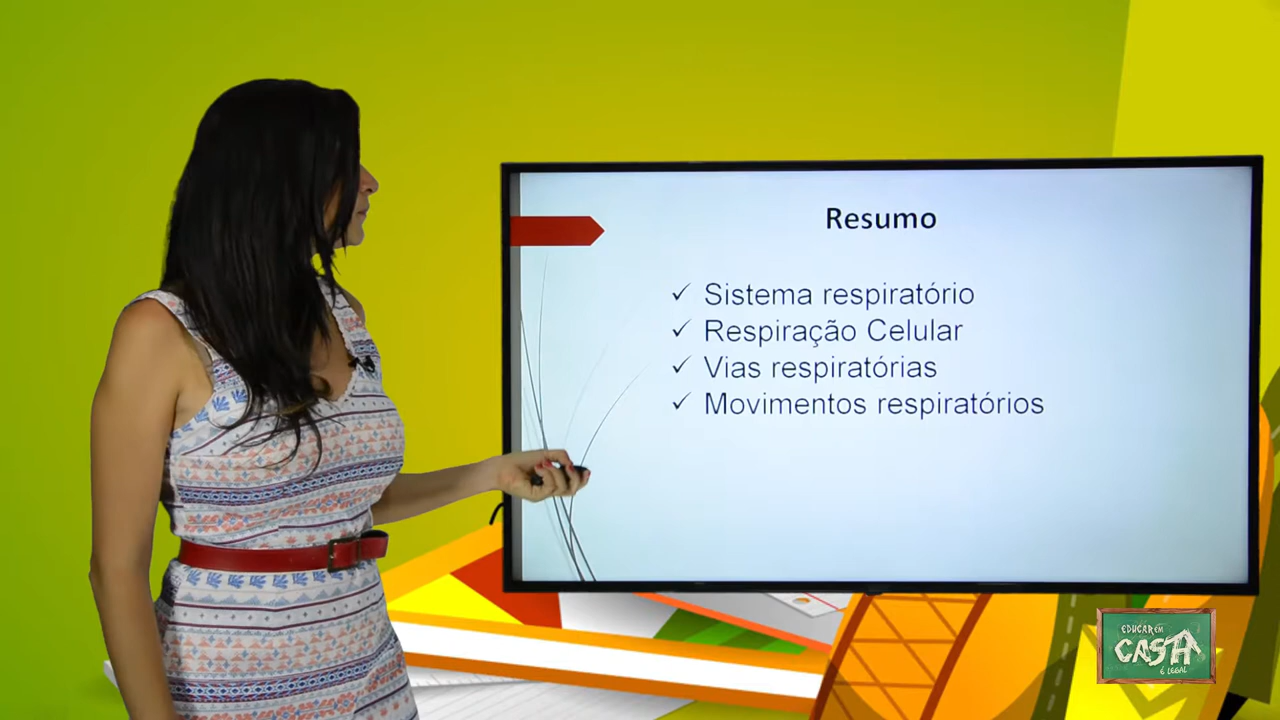 Resumo
✓ Sistema respiratório
✓ Respiração Celular
✓ Vias respiratórias
✓ Movimentos respiratórios
EDUCAR EM
CASA
É LEGAL